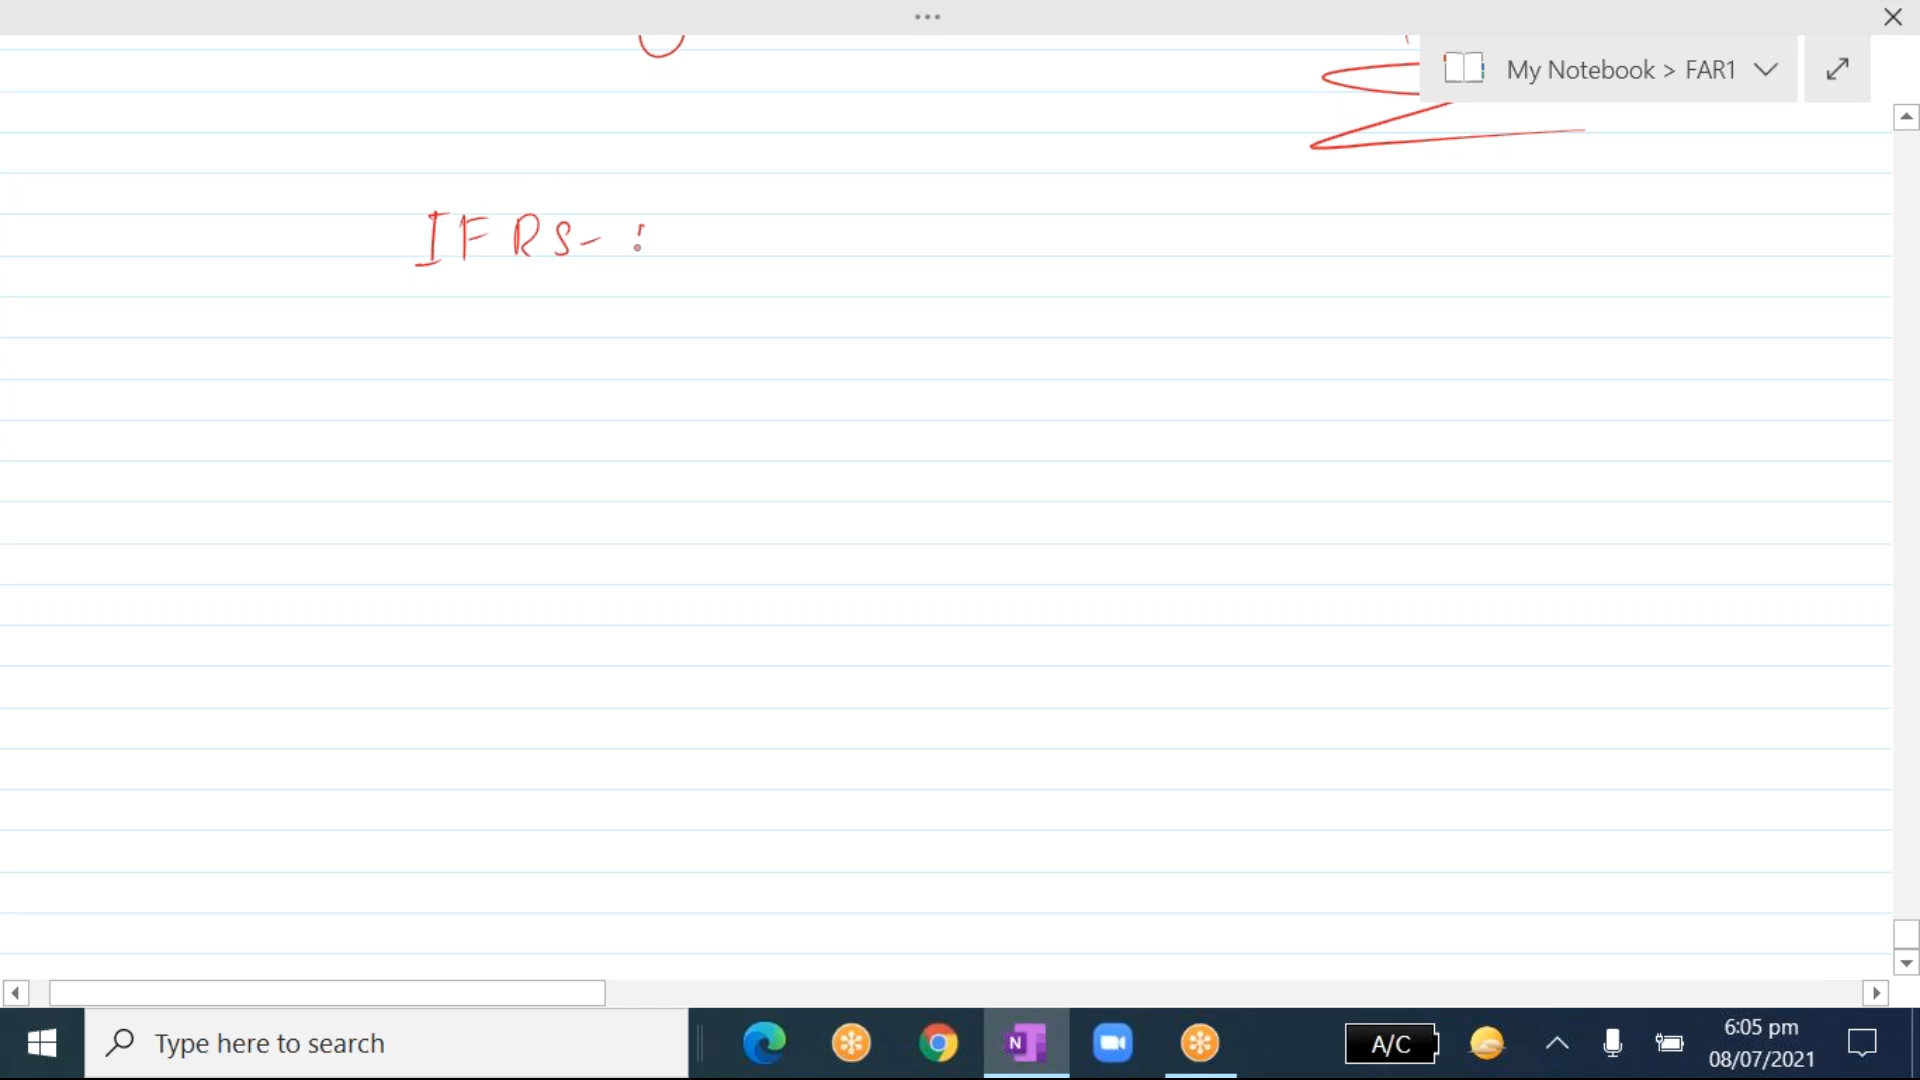 My Notebook > FAR1
IFRS-
Type here to search
N
A/C
6:05 pm
08/07/2021